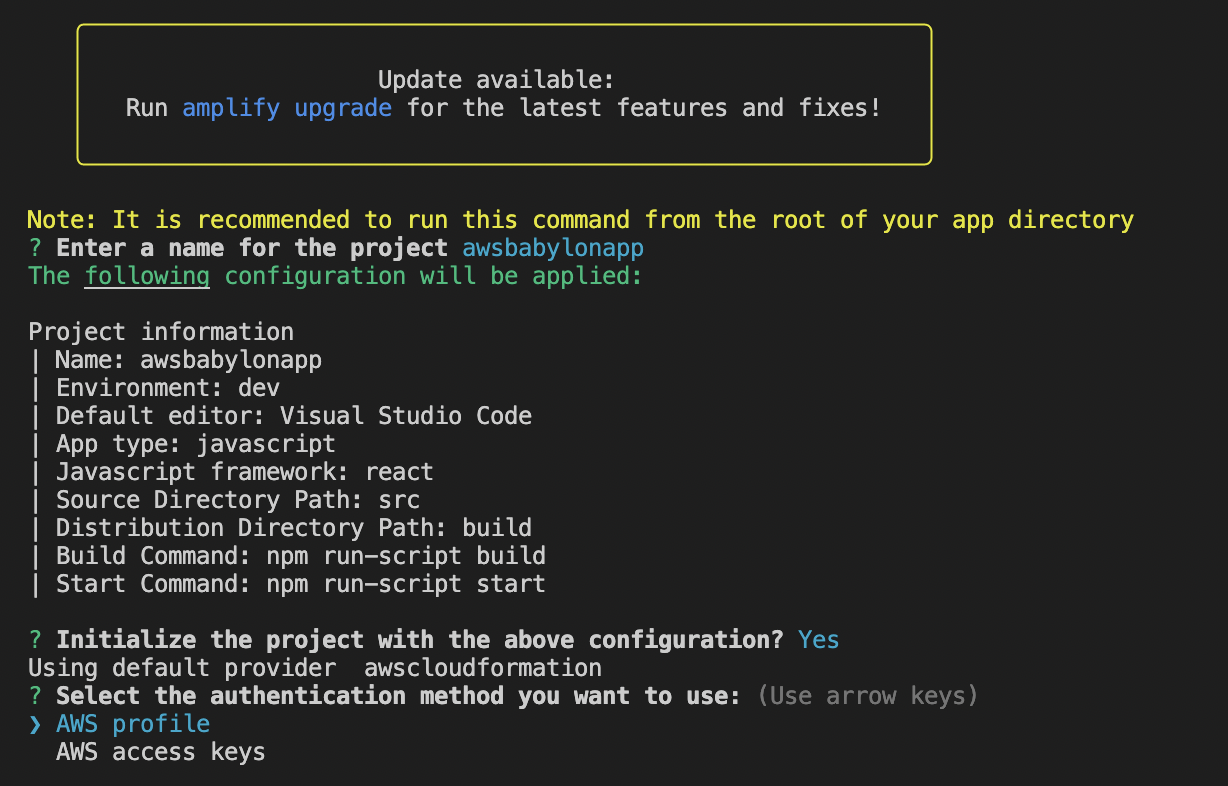 Update available:
Run amplify upgrade for the latest features and fixes!
Note: It is recommended to run this command from the root of your app directory
? Enter a name for the project awsbabylonapp
The following configuration will be applied:
Project information
| Name: awsbabylonapp
| Environment: dev
| Default editor: Visual Studio Code
| App type: javascript
| Javascript framework: react
| Source Directory Path: src
| Distribution Directory Path: build
| Build Command: npm run-script build
| Start Command: npm run-script start
? Initialize the project with the above configuration? Yes
Using default provider  awscloudformation
? Select the authentication method you want to use: (Use arrow keys)
❯ AWS profile
  AWS access keys